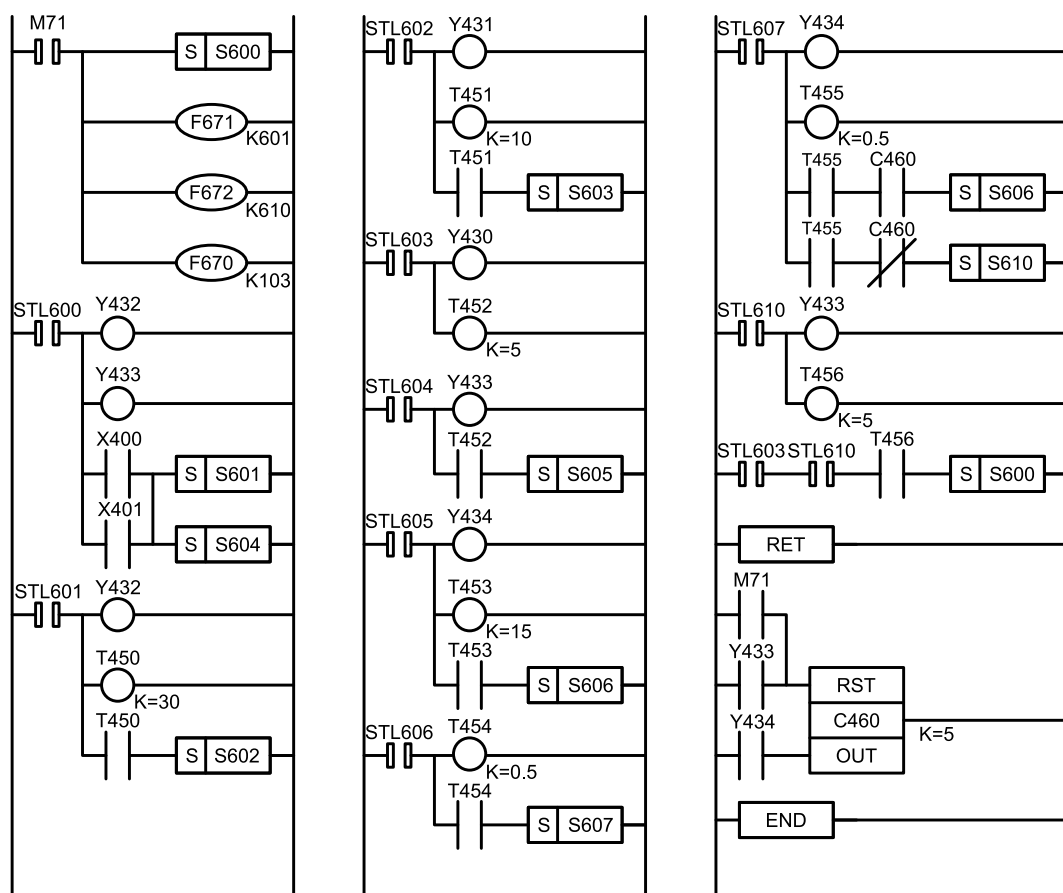 M71
S S600
F671
K601
F672
K610
F670
K103
STL600
Y432
Y433
X400
S S601
X401
S S604
STL601
Y432
T450
K=30
T450
S S602
STL602
Y431
T451
K=10
T451
S S603
STL603
Y430
T452
K=5
STL604
Y433
T452
S S605
STL605
Y434
T453
K=15
T453
S S606
STL606
T454
K=0.5
T454
S S607
STL607
Y434
T455
K=0.5
T455 C460
S S606
T455 C460
S S610
STL610
Y433
T456
K=5
STL603 STL610 T456
S S600
RET
M71
Y433
RST
Y434
C460
K=5
OUT
END